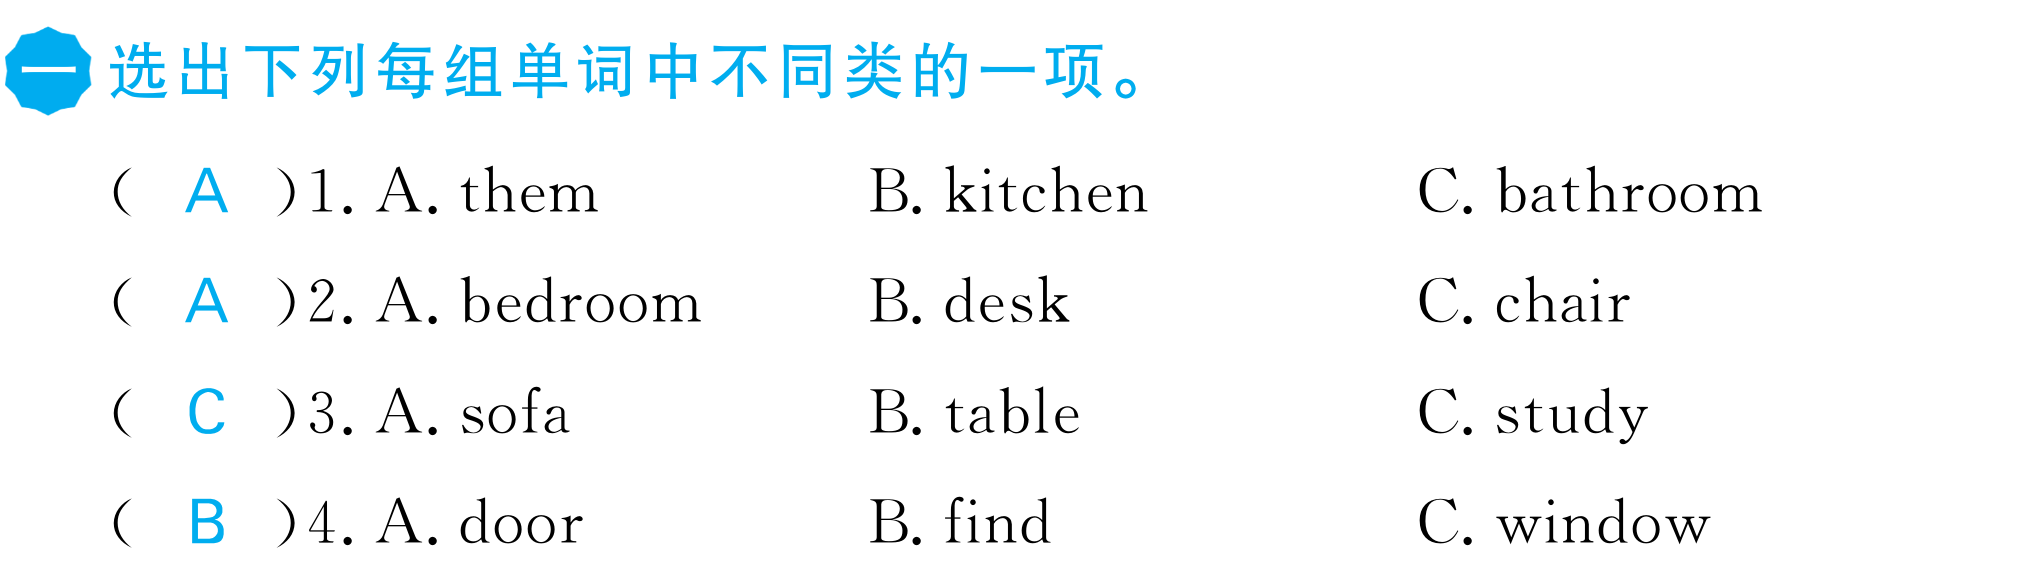 一 选出下列每组单词中不同类的一项。
( A )1. A. them B. kitchen C. bathroom
( A )2. A. bedroom B. desk C. chair
( C )3. A. sofa B. table C. study
( B )4. A. door B. find C. window